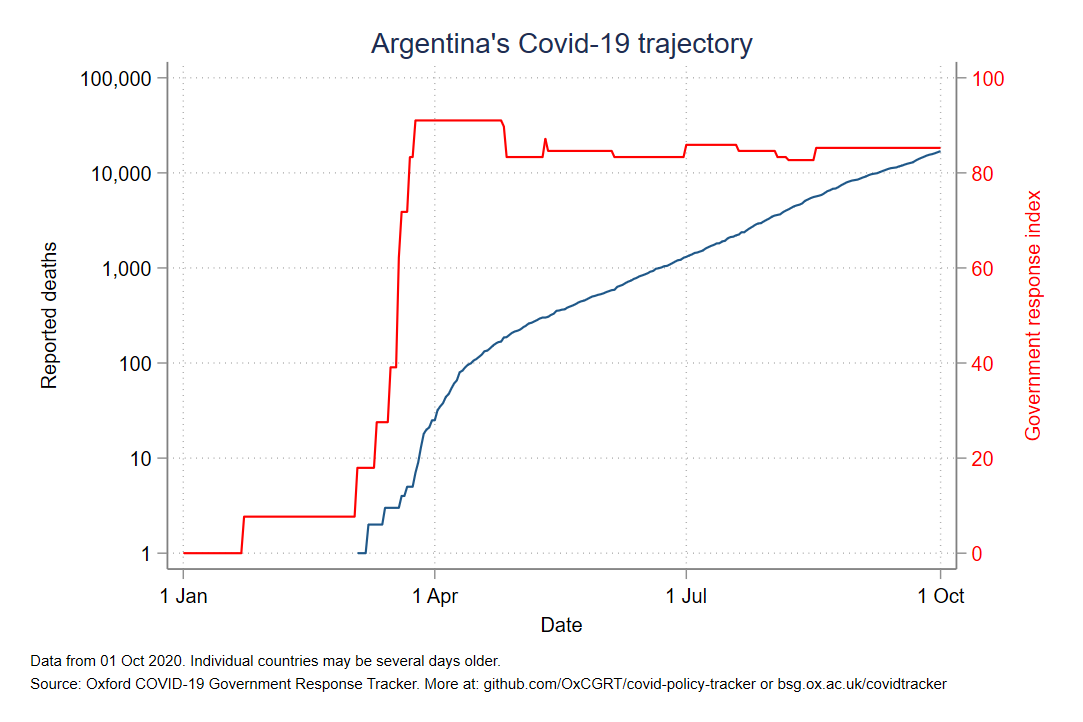 Argentina's Covid-19 trajectory
100,000
10,000
1,000
100
10
1
Reported deaths
100
80
60
40
20
0
Government response index
1 Jan
1 Apr
1 Jul
1 Oct
Date
Data from 01 Oct 2020. Individual countries may be several days older.
Source: Oxford COVID-19 Government Response Tracker. More at: github.com/OxCGRT/covid-policy-tracker or bsg.ox.ac.uk/covidtracker